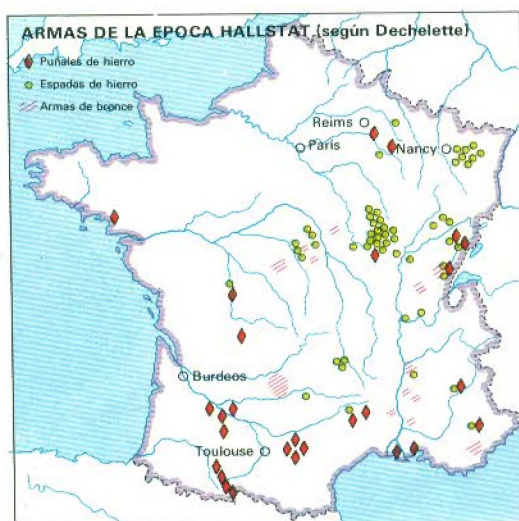 ARMAS DE LA EPOCA HALLSTAT (según Dechelette)
Puñales de hierro
Espadas de hierro
Armas de bronce
Reims
Paris
Nancy
Burdeos
Toulouse